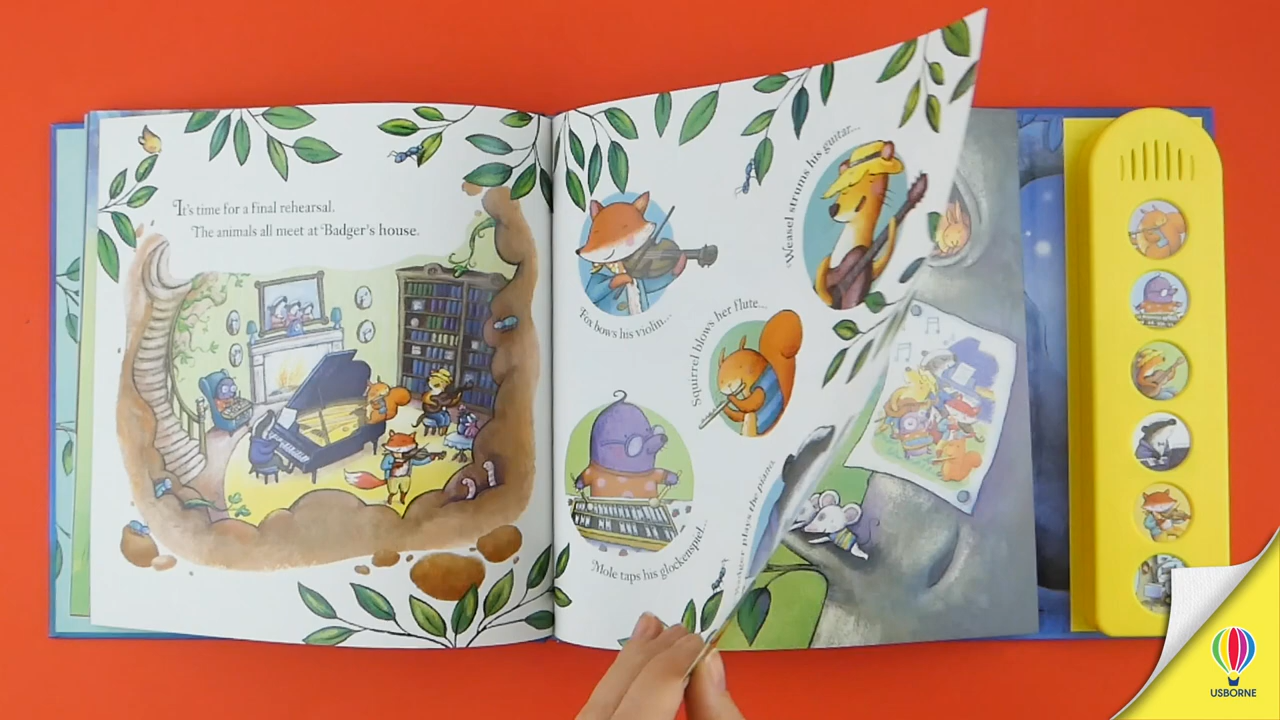 It's time for a final rehearsal.
The animals all meet at Badger's house.
Fox bows his violin...
Weasel strums his guitar...
Squirrel blows her flute...
Mole taps his glockenspiel...
plays the piano
USBORNE